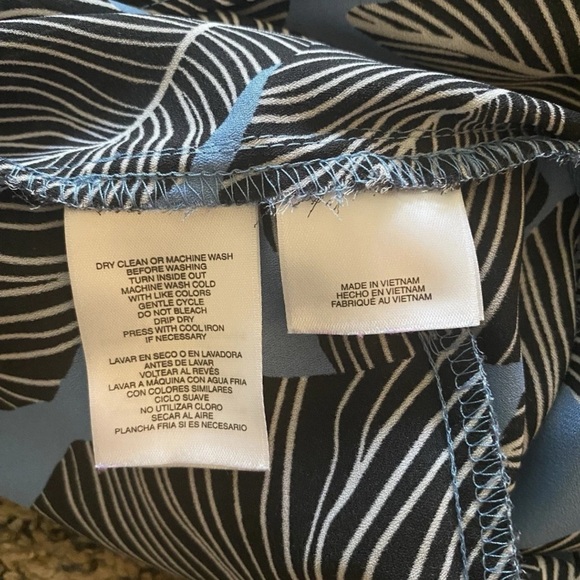 DRY CLEAN OR MACHINE WASH
BEFORE WASHING
TURN INSIDE OUT
MACHINE WASH COLD
WITH LIKE COLORS
GENTLE CYCLE
DO NOT BLEACH
DRIP DRY
PRESS WITH COOL IRON
IF NECESSARY
LAVAR EN SECO O EN LAVADORA
ANTES DE LAVAR
VOLTEAR AL REVÉS
LAVAR A MÁQUINA CON AGUA FRIA
CON COLORES SIMILARES
CICLO SUAVE
NO UTILIZAR CLORO
SECAR AL AIRE
PLANCHA FRIA SI ES NECESARIO
MADE IN VIETNAM
HECHO EN VIETNAM
FABRIQUÉ AU VIETNAM